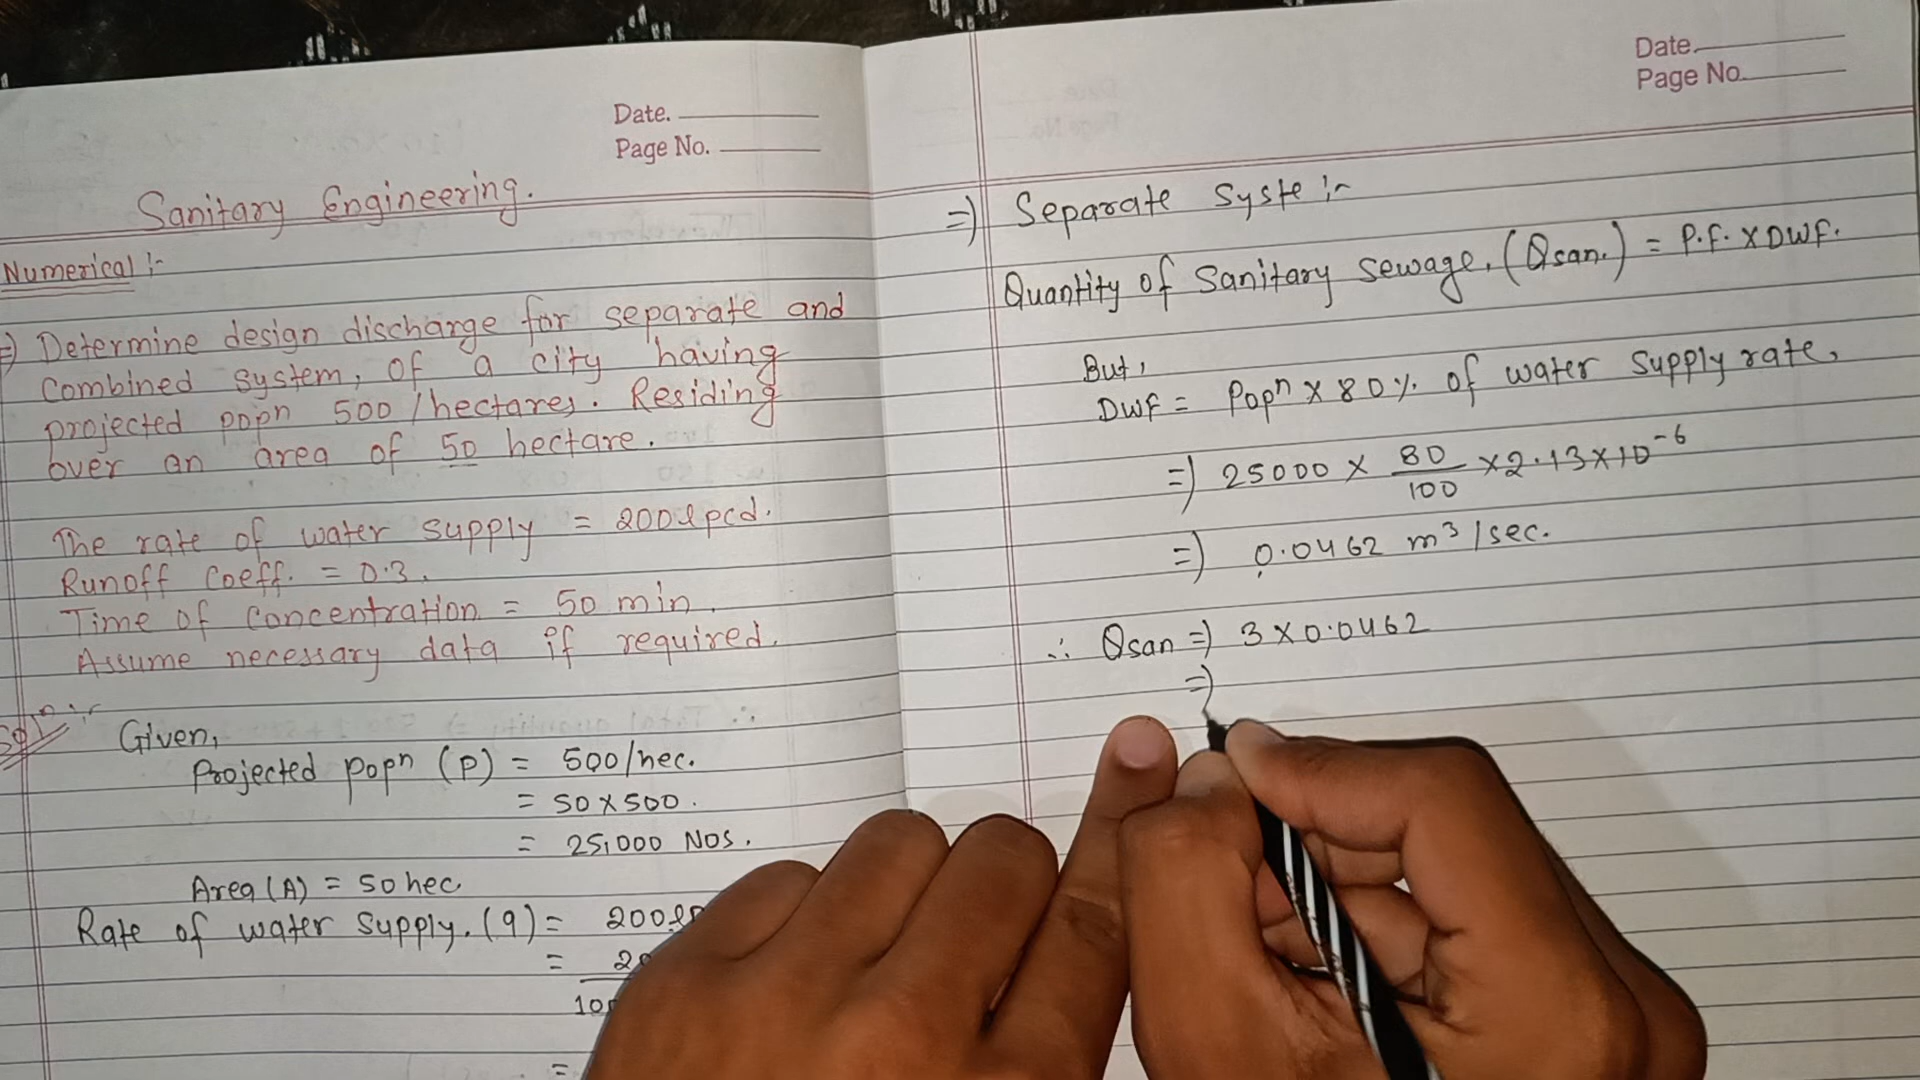 Date.
Page No.
Sanitary Engineering.
Numerical :-
=) Determine design discharge for separate and
Combined system, of a city having
projected popn 500/hectares. Residing
over an area of 50 hectare.
The rate of water supply = 200lpcd.
Runoff Coeff. = 0.3.
Time of Concentration = 50 min.
Assume necessary data if required.
Soln :-
Given,
Projected popn (P) = 500/hec.
= 50 x 500.
= 25,000 Nos.
Area (A) = 50 hec.
Rate of water supply. (q) = 200
=
=
Date.
Page No.
=) Separate Syste :-
Quantity of Sanitary sewage, (Qsan.) = P.f. x DWF.
But,
DWF = Popn x 80 % of water supply rate,
=) 25000 x 80/100 x 2.13 x 10-6
=) 0.0462 m3/sec.
∴ Qsan =) 3 x 0.0462
=)